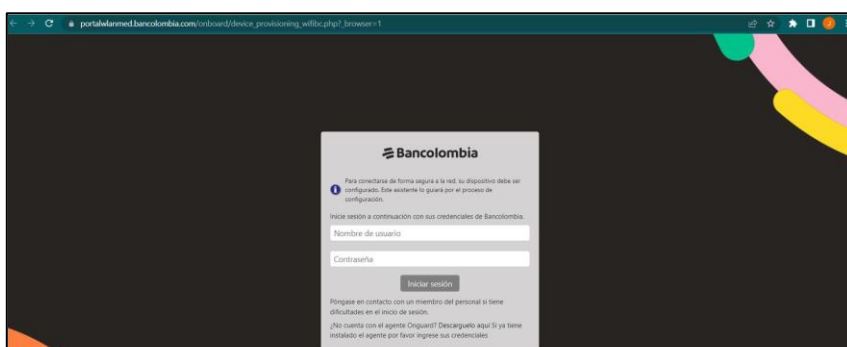 portalwlanmed.bancolombia.com/onboard/device_provisioning_wifibc.php?_browser=1
Bancolombia
Para conectarse de forma segura a la red, su dispositivo debe ser
configurado. Este asistente lo guiará por el proceso de
configuración.
Inicie sesión a continuación con sus credenciales de Bancolombia.
Nombre de usuario
Contraseña
Iniciar sesión
Póngase en contacto con un miembro del personal si tiene
dificultades en el inicio de sesión.
¿No cuenta con el agente Onguard? Descarguelo aquí Si ya tiene
instalado el agente por favor ingrese sus credenciales